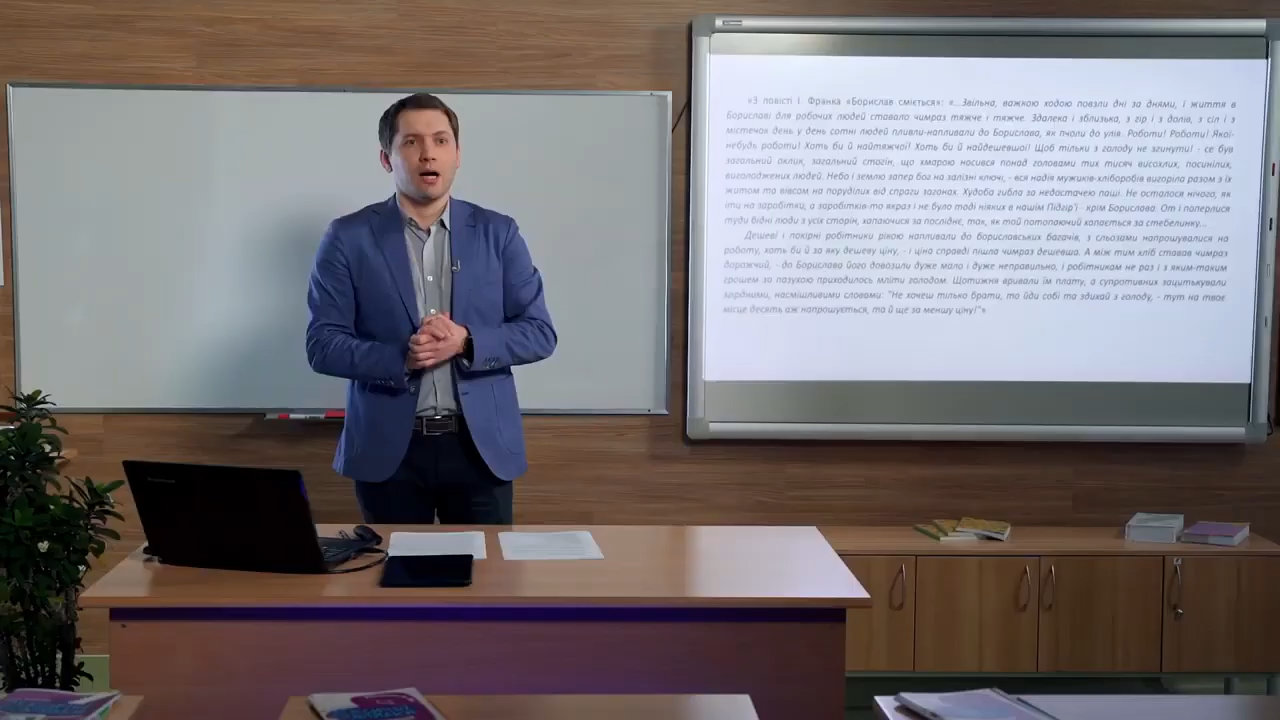 «З повісті І. Франка «Борислав сміється»: «...Звільна, важкою ходою повзли дні за днями, і життя в
Бориславі для робочих людей ставало чимраз тяжче і тяжче. Здалека і зблизька, з гір і з долів, з сіл і з
містечок день у день сотні людей пливли-напливали до Борислава, як пчоли до улія. Роботи! Роботи! Якої-
небудь роботи! Хоть би й найтяжчої! Хоть би й найдешевшої! Щоб тільки з голоду не згинути! - се був
загальний оклик, загальний стогін, що хмарою носився понад головами тих тисяч висохлих, посинілих,
виголоджених людей. Небо і землю запер бог на залізні ключі, - вся надія мужиків-хліборобів вигоріла разом з їх
житом та вівсом на поруділих від спраги загонах. Худоба гибла за недостачею паші. Не осталося нічого, як
іти на заробітки, а заробітків-то якраз і не було тоді ніяких в нашім Підгір'ї - крім Борислава. От і поперлися
туди бідні люди з усіх сторін, хапаючися за послідне, так, як той потопаючий хапається за стебелинку...
Дешеві і покірні робітники рікою напливали до бориславських багачів, з сльозами напрошувалися на
роботу, хоть би й за яку дешеву ціну, - і ціна справді пішла чимраз дешевша. А між тим хліб ставав чимраз
дорожчий, - до Борислава його довозили дуже мало і дуже неправильно, і робітникам не раз і з яким-таким
грошем за пазухою приходилось мліти голодом. Щотижня вривали їм плату, а супротивних зацитькували
згірдними, насмішливими словами: "Не хочеш тільки брати, то йди собі та здихай з голоду, - тут на твоє
місце десять аж напрошується, та й ще за меншу ціну!"»